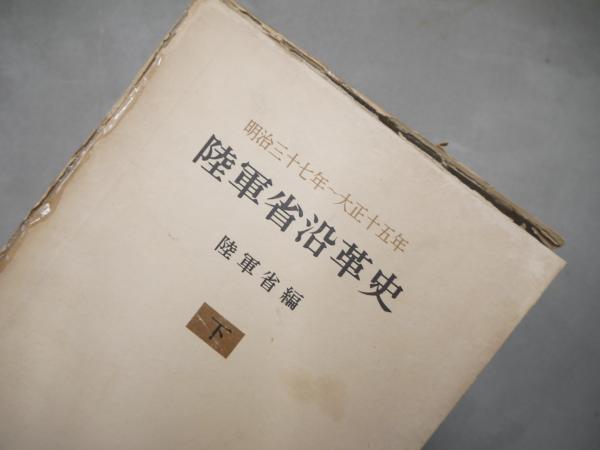 明治三十七年〜大正十五年
陸軍省沿革史
陸軍省編
下